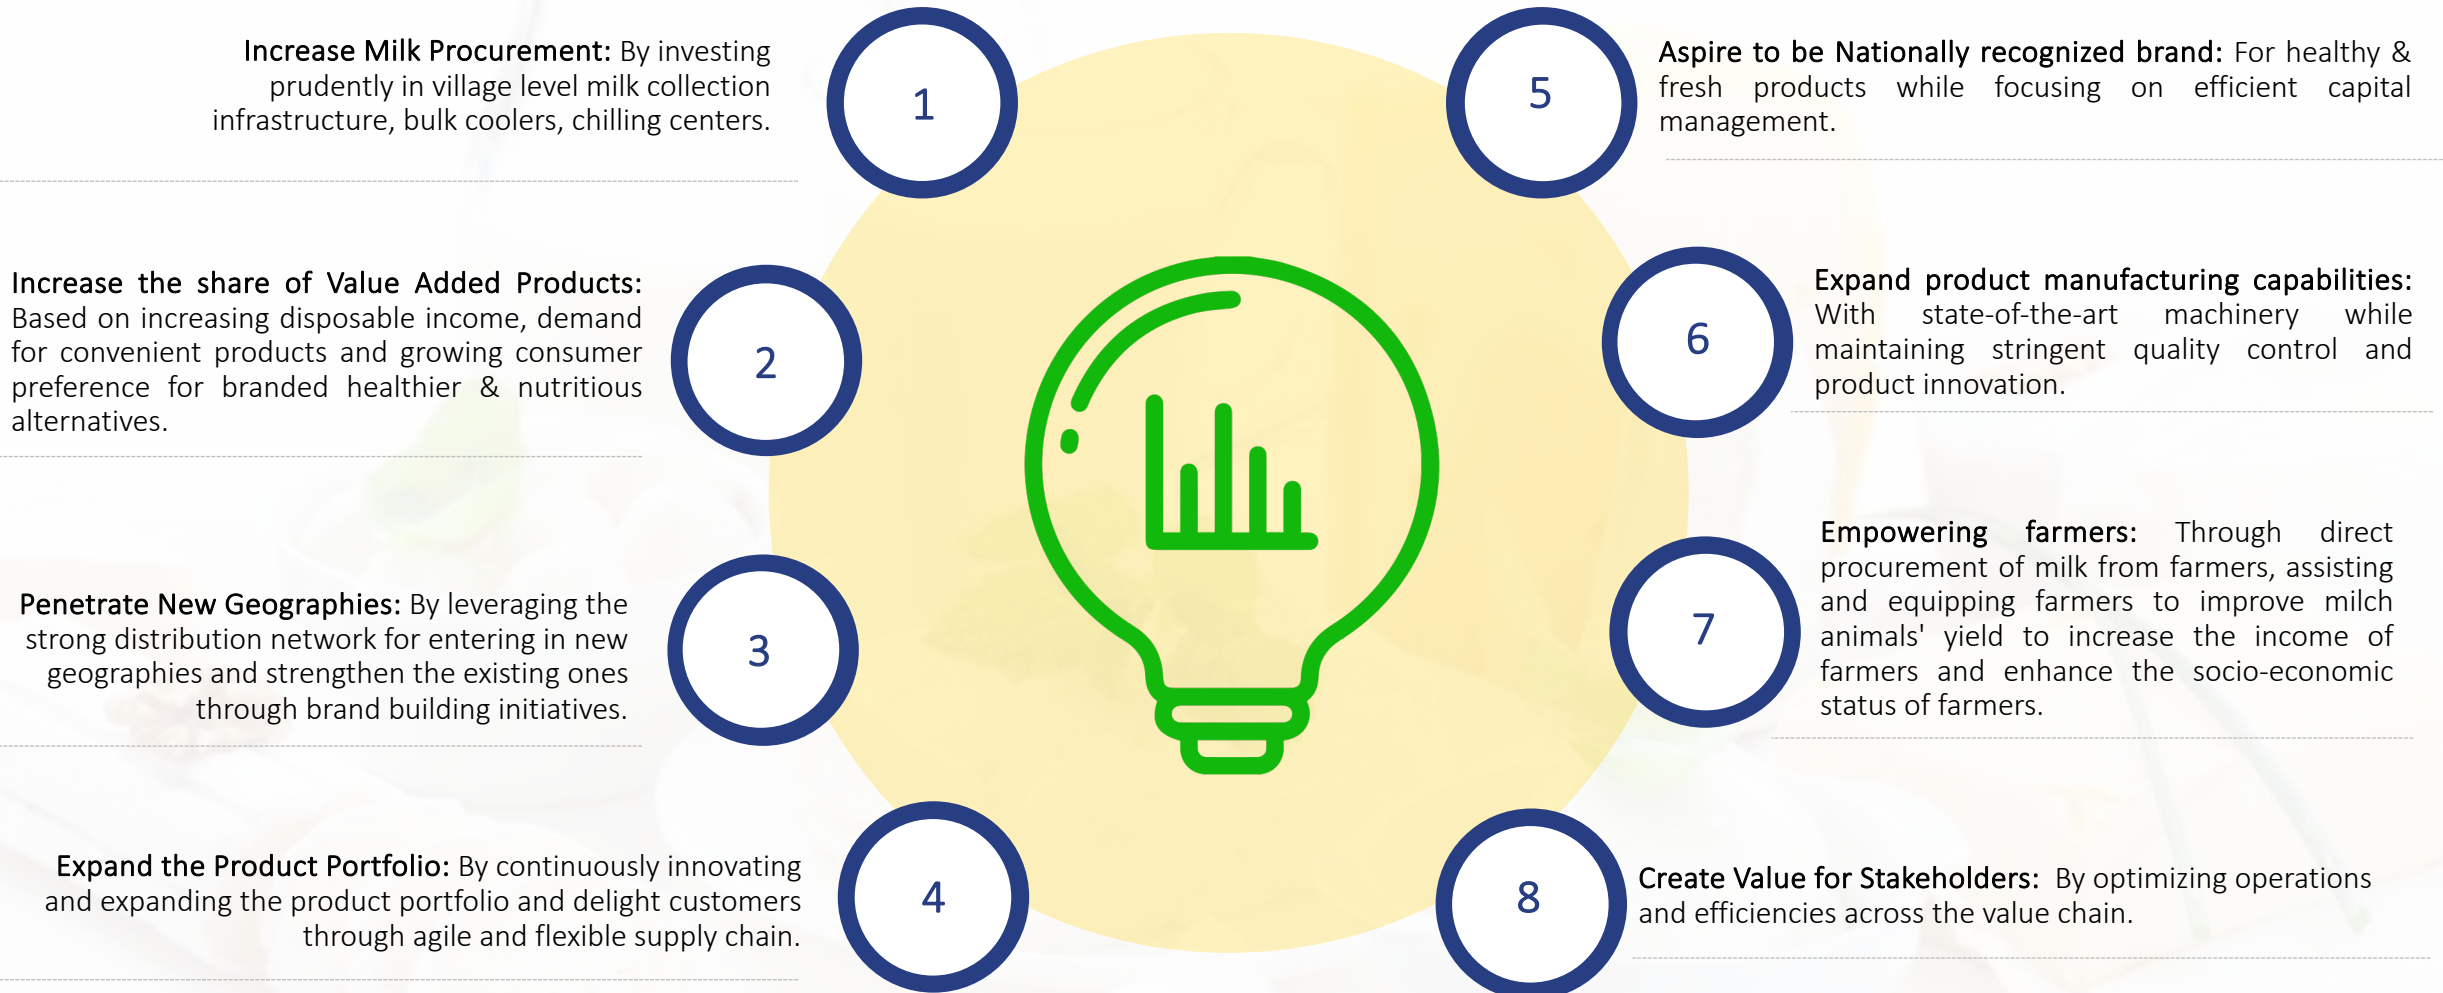 Increase Milk Procurement: By investing
prudently in village level milk collection
infrastructure, bulk coolers, chilling centers.
1
Increase the share of Value Added Products:
Based on increasing disposable income, demand
for convenient products and growing consumer
preference for branded healthier & nutritious
alternatives.
2
Penetrate New Geographies: By leveraging the
strong distribution network for entering in new
geographies and strengthen the existing ones
through brand building initiatives.
3
Expand the Product Portfolio: By continuously innovating
and expanding the product portfolio and delight customers
through agile and flexible supply chain.
4
5
Aspire to be Nationally recognized brand: For healthy &
fresh products while focusing on efficient capital
management.
6
Expand product manufacturing capabilities:
With state-of-the-art machinery while
maintaining stringent quality control and
product innovation.
7
Empowering farmers: Through direct
procurement of milk from farmers, assisting
and equipping farmers to improve milch
animals' yield to increase the income of
farmers and enhance the socio-economic
status of farmers.
8
Create Value for Stakeholders: By optimizing operations
and efficiencies across the value chain.